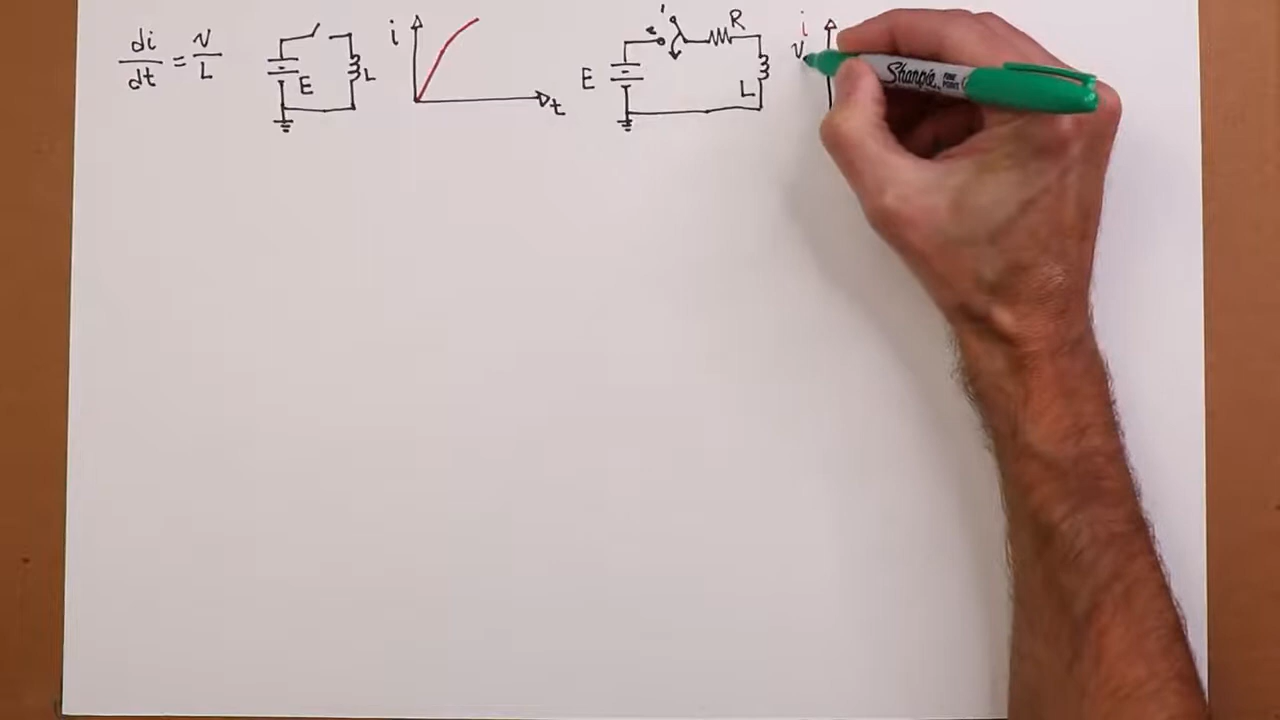 di/dt = v/L
E
L
i
t
E
R
L
i
v
Sharpie.
FINE POINT